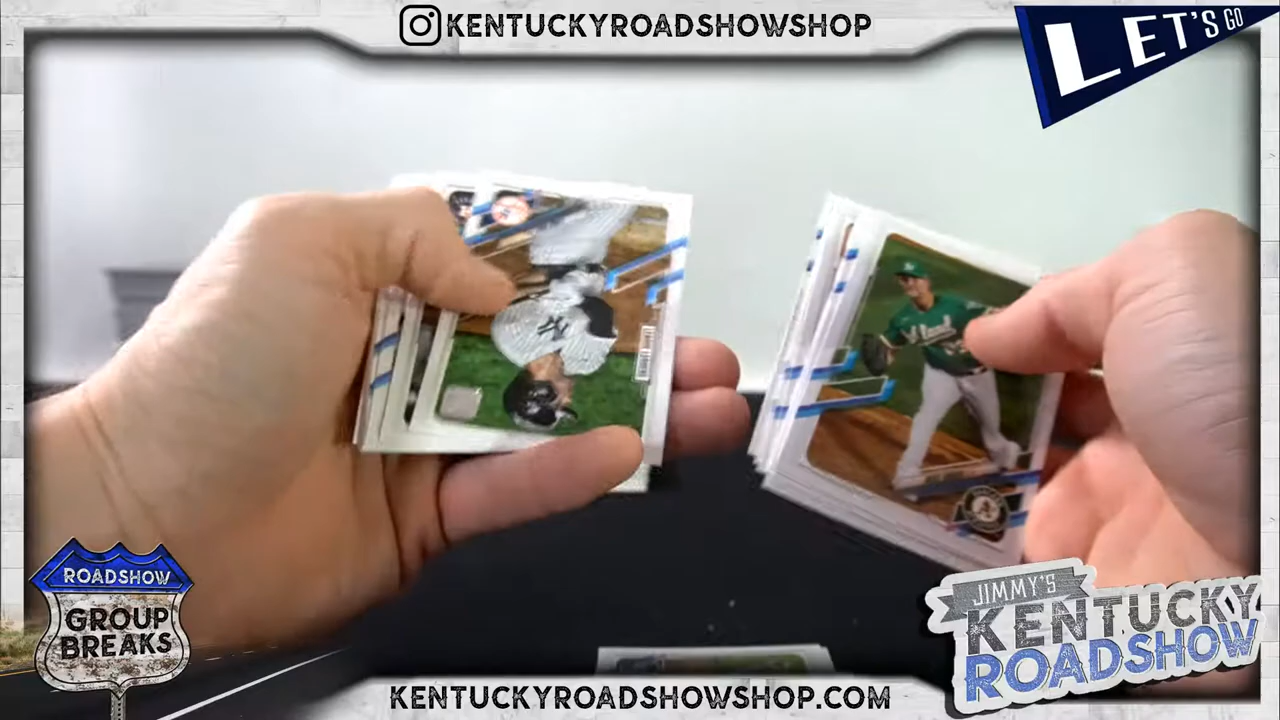 KENTUCKYROADSHOWSHOP
LET'S GO
ROADSHOW
GROUP
BREAKS
JIMMY'S
KENTUCKY
ROADSHOW
KENTUCKYROADSHOWSHOP.COM